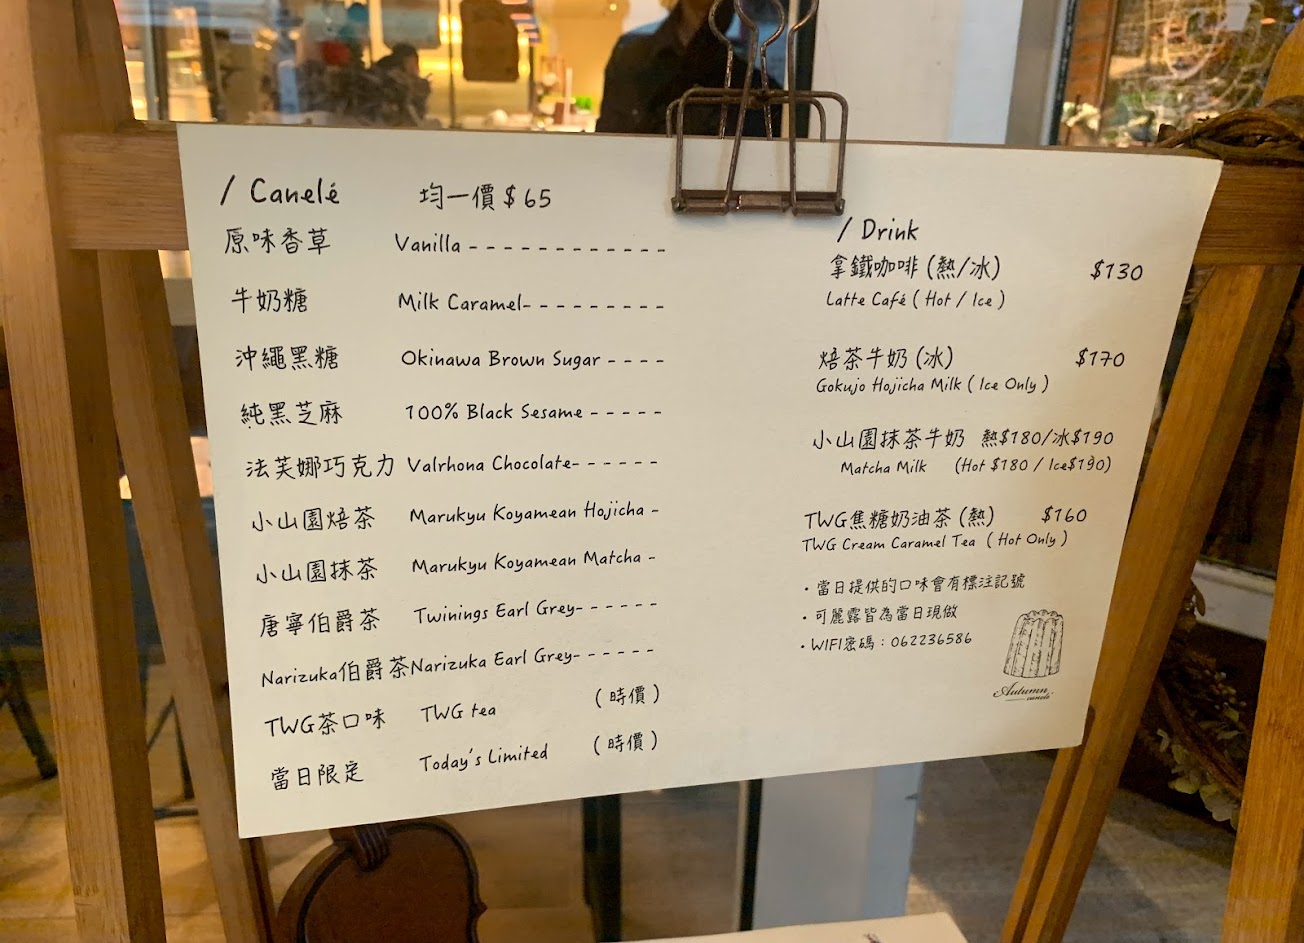 / Canelé 均一價 $65
原味香草 Vanilla - - - - - - - - - - - -
牛奶糖 Milk Caramel- - - - - - - - -
沖繩黑糖 Okinawa Brown Sugar - - - -
純黑芝麻 100% Black Sesame - - - - -
法芙娜巧克力 Valrhona Chocolate- - - - - -
小山園焙茶 Marukyu Koyamean Hojicha -
小山園抹茶 Marukyu Koyamean Matcha -
唐寧伯爵茶 Twinings Earl Grey- - - - - -
Narizuka伯爵茶 Narizuka Earl Grey- - - - - -
TWG茶口味 TWG tea (時價)
當日限定 Today's Limited (時價)
/ Drink
拿鐵咖啡 (熱/冰) $130
Latte Café ( Hot / Ice )
焙茶牛奶 (冰) $170
Gokujo Hojicha Milk ( Ice Only )
小山園抹茶牛奶 熱$180/冰$190
Matcha Milk (Hot $180 / Ice$190)
TWG焦糖奶油茶 (熱) $160
TWG Cream Caramel Tea ( Hot Only )
・當日提供的口味會有標注記號
・可麗露皆為當日現做
・WIFI密碼：062236586
Autumn
canelé